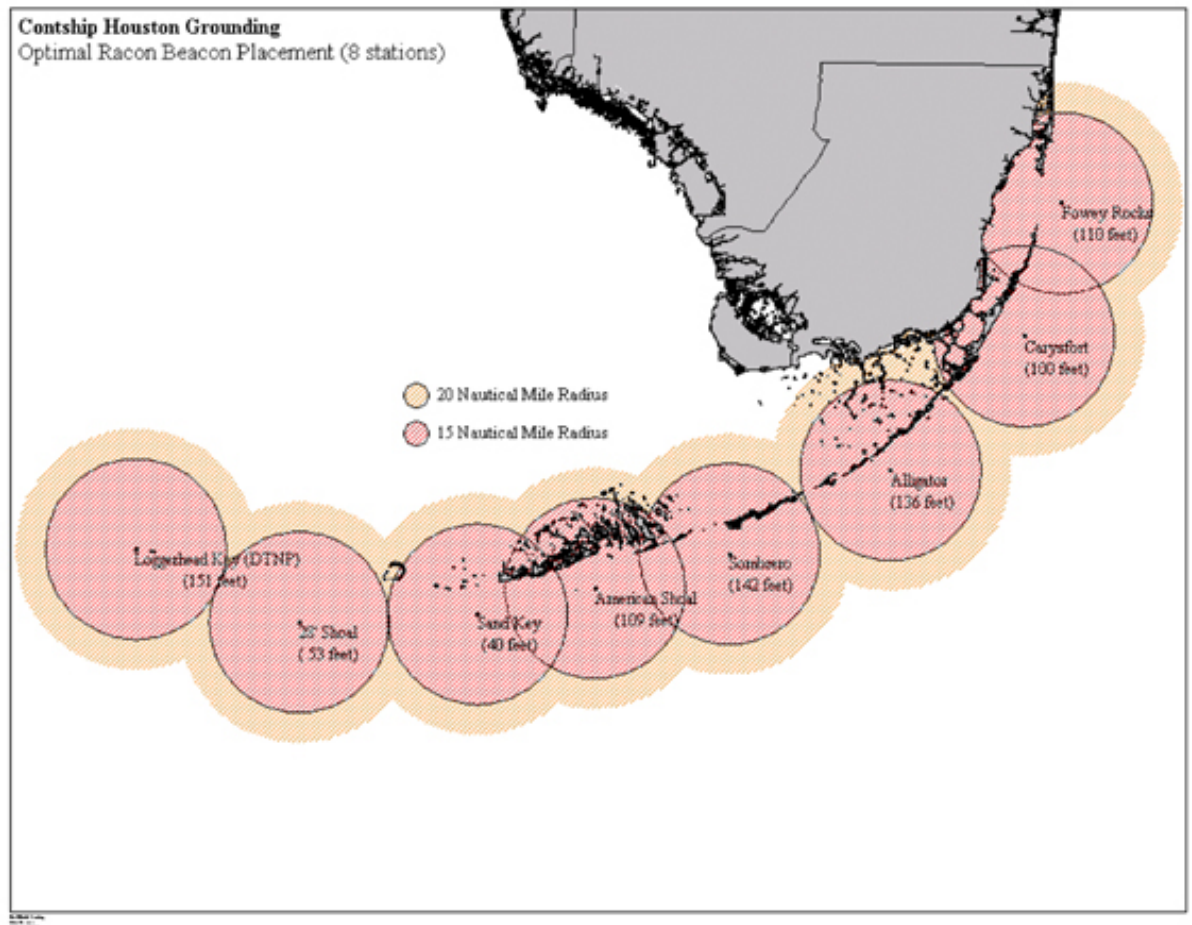 Contship Houston Grounding
Optimal Racon Beacon Placement (8 stations)
Fowey Rocks
(110 feet)
Carysfort
(100 feet)
20 Nautical Mile Radius
15 Nautical Mile Radius
Alligator
(136 feet)
Loggerhead Key (DTNP)
(151 feet)
Sombrero
(142 feet)
American Shoal
(109 feet)
Sand Key
(40 feet)
28' Shoal
( 53 feet)